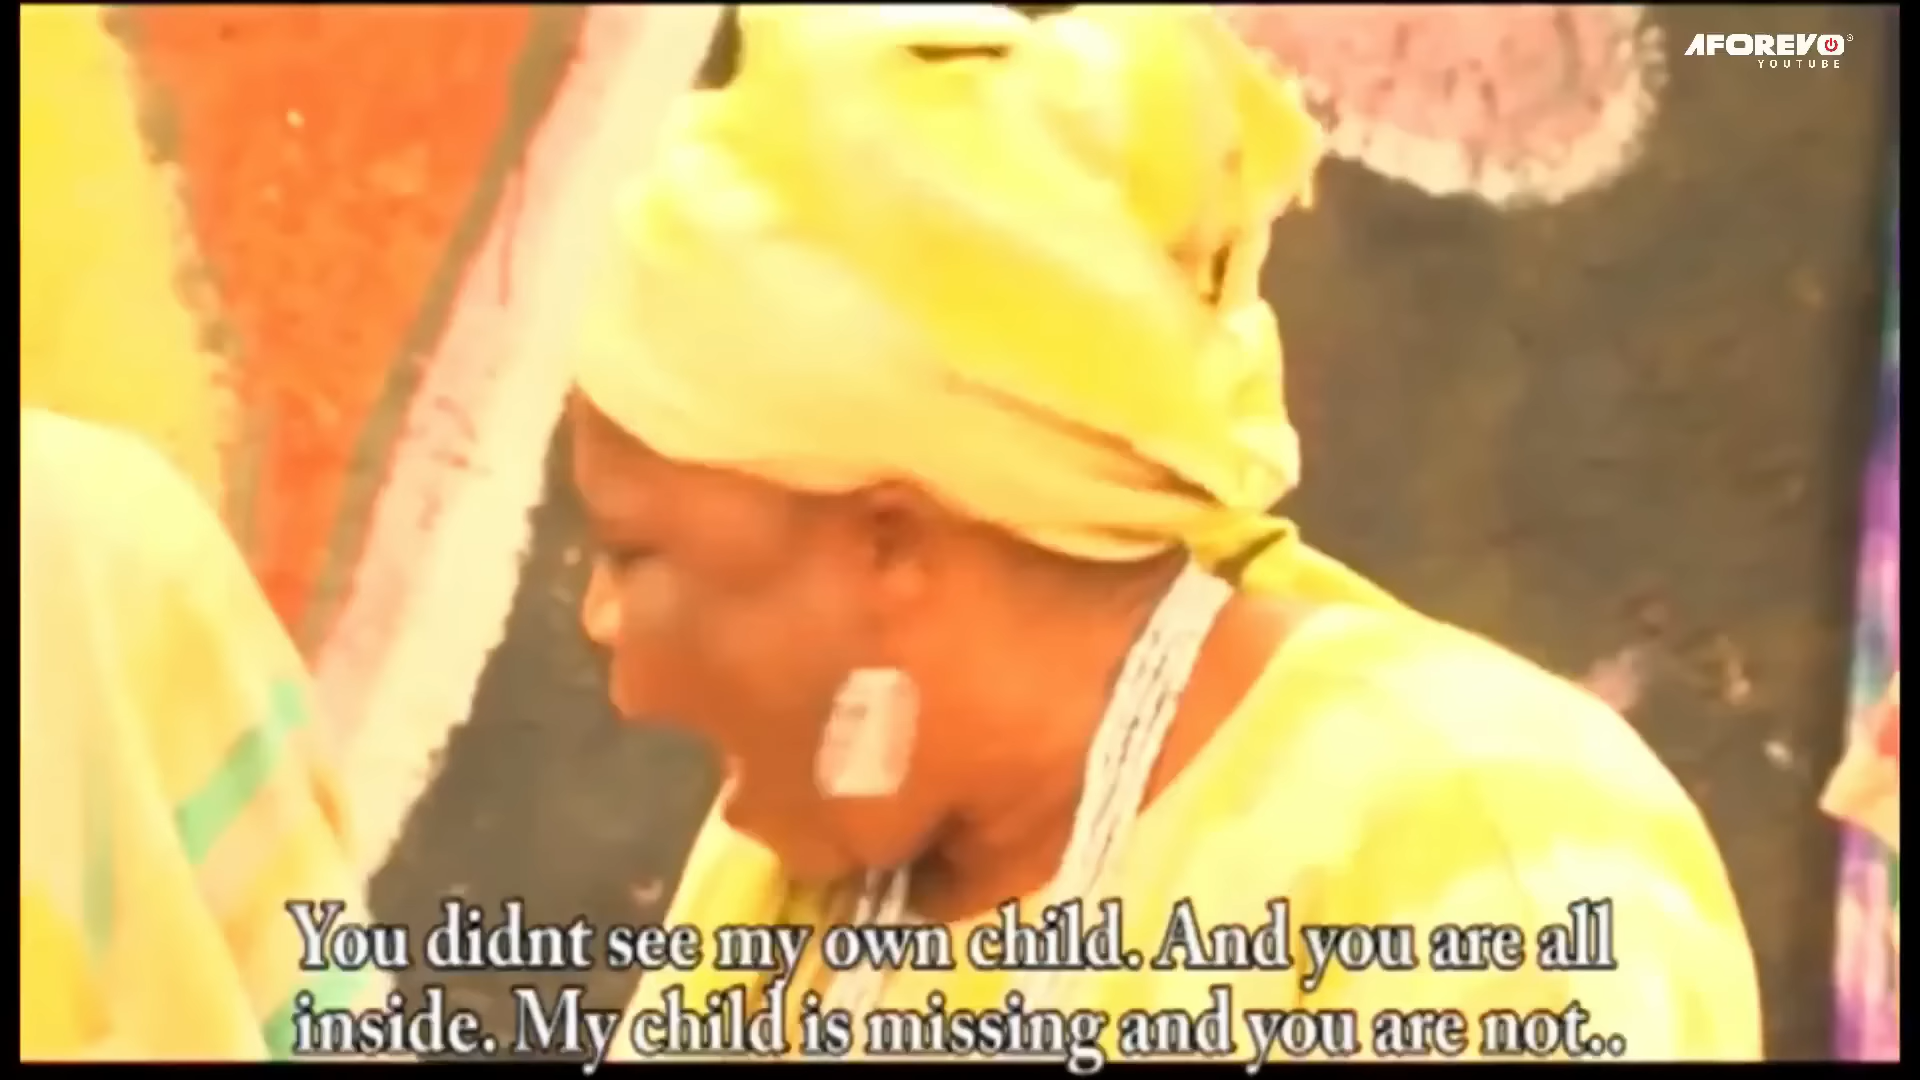 AFOREVO
YOUTUBE
You didnt see my own child. And you are all
inside. My child is missing and you are not..